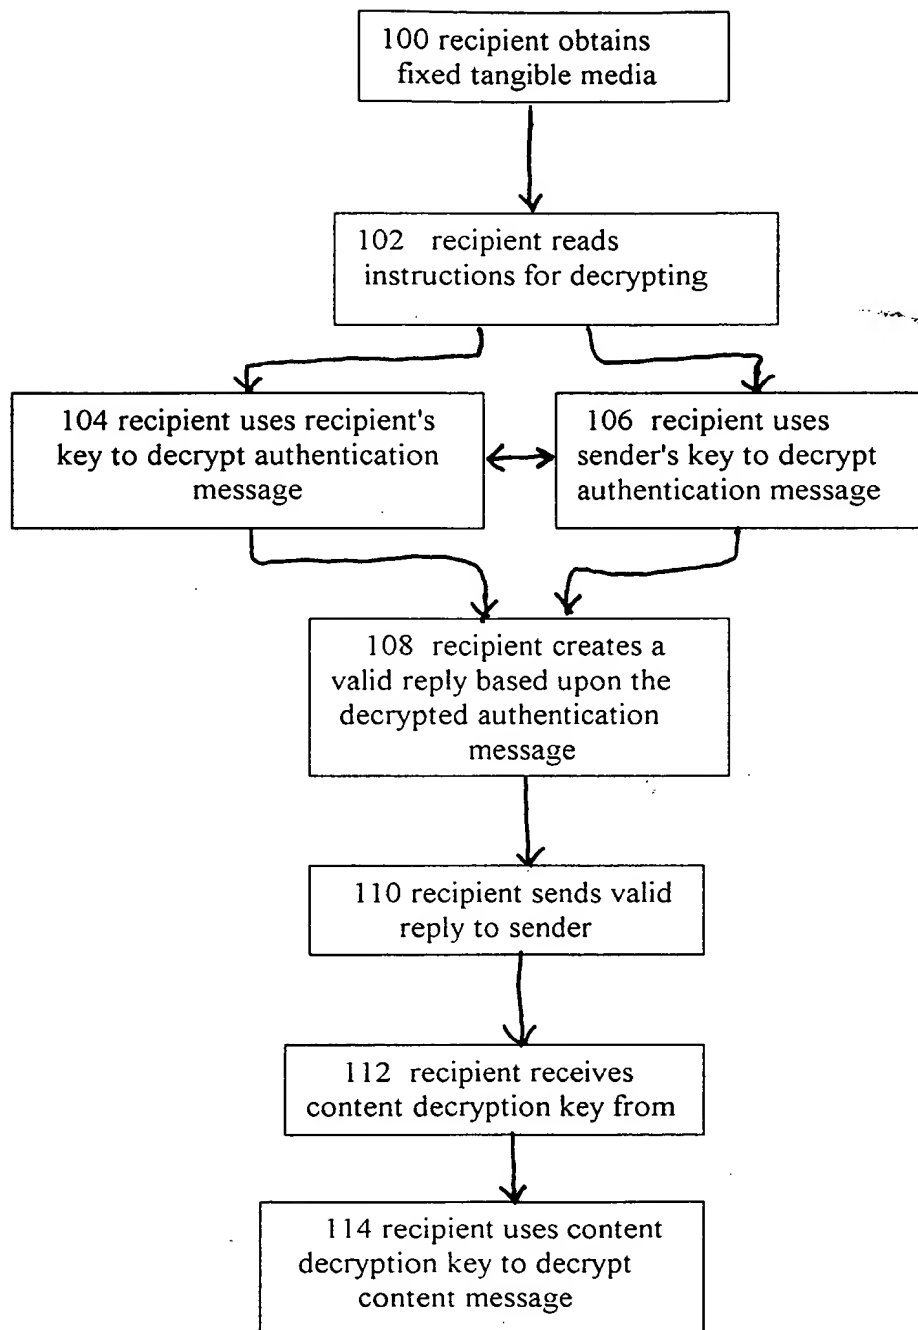 100 recipient obtains
fixed tangible media
102 recipient reads
instructions for decrypting
104 recipient uses recipient's
key to decrypt authentication
message
106 recipient uses
sender's key to decrypt
authentication message
108 recipient creates a
valid reply based upon the
decrypted authentication
message
110 recipient sends valid
reply to sender
112 recipient receives
content decryption key from
114 recipient uses content
decryption key to decrypt
content message